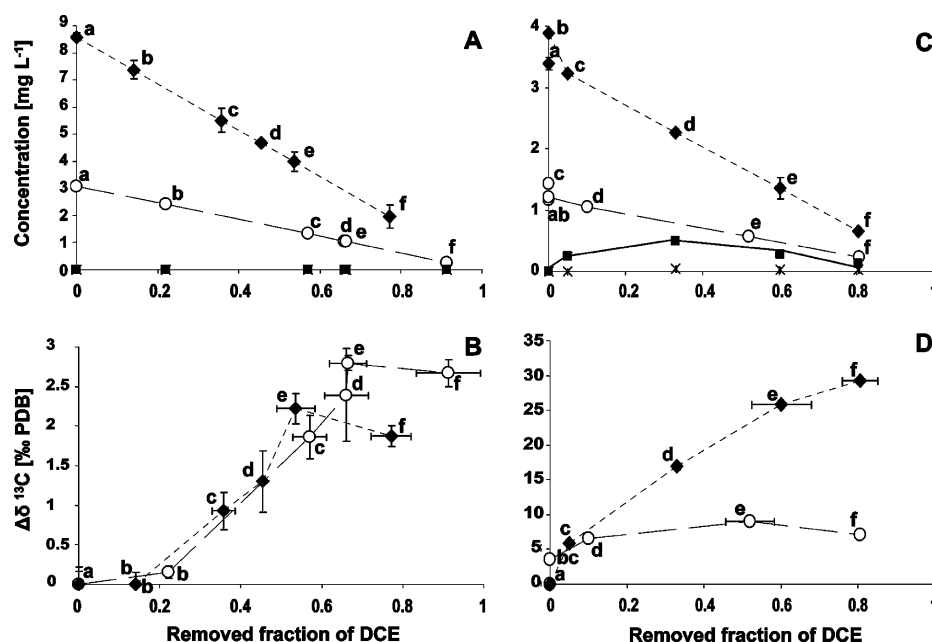 A
Concentration [mg L-1]
9
8
7
6
5
4
3
2
1
0
a
b
c
d
e
f
a
b
c
d
e
f
0
0.2
0.4
0.6
0.8
1
C
4
3
2
1
0
b
a
c
d
e
f
c
ab
d
e
f
0
0.2
0.4
0.6
0.8
1
B
Δδ 13C [‰ PDB]
3
2.5
2
1.5
1
0.5
0
a
b
b
b
c
d
e
f
c
d
e
f
0
0.2
0.4
0.6
0.8
1
Removed fraction of DCE
D
35
30
25
20
15
10
5
0
a
bc
c
d
e
f
d
e
f
0
0.2
0.4
0.6
0.8
1
Removed fraction of DCE